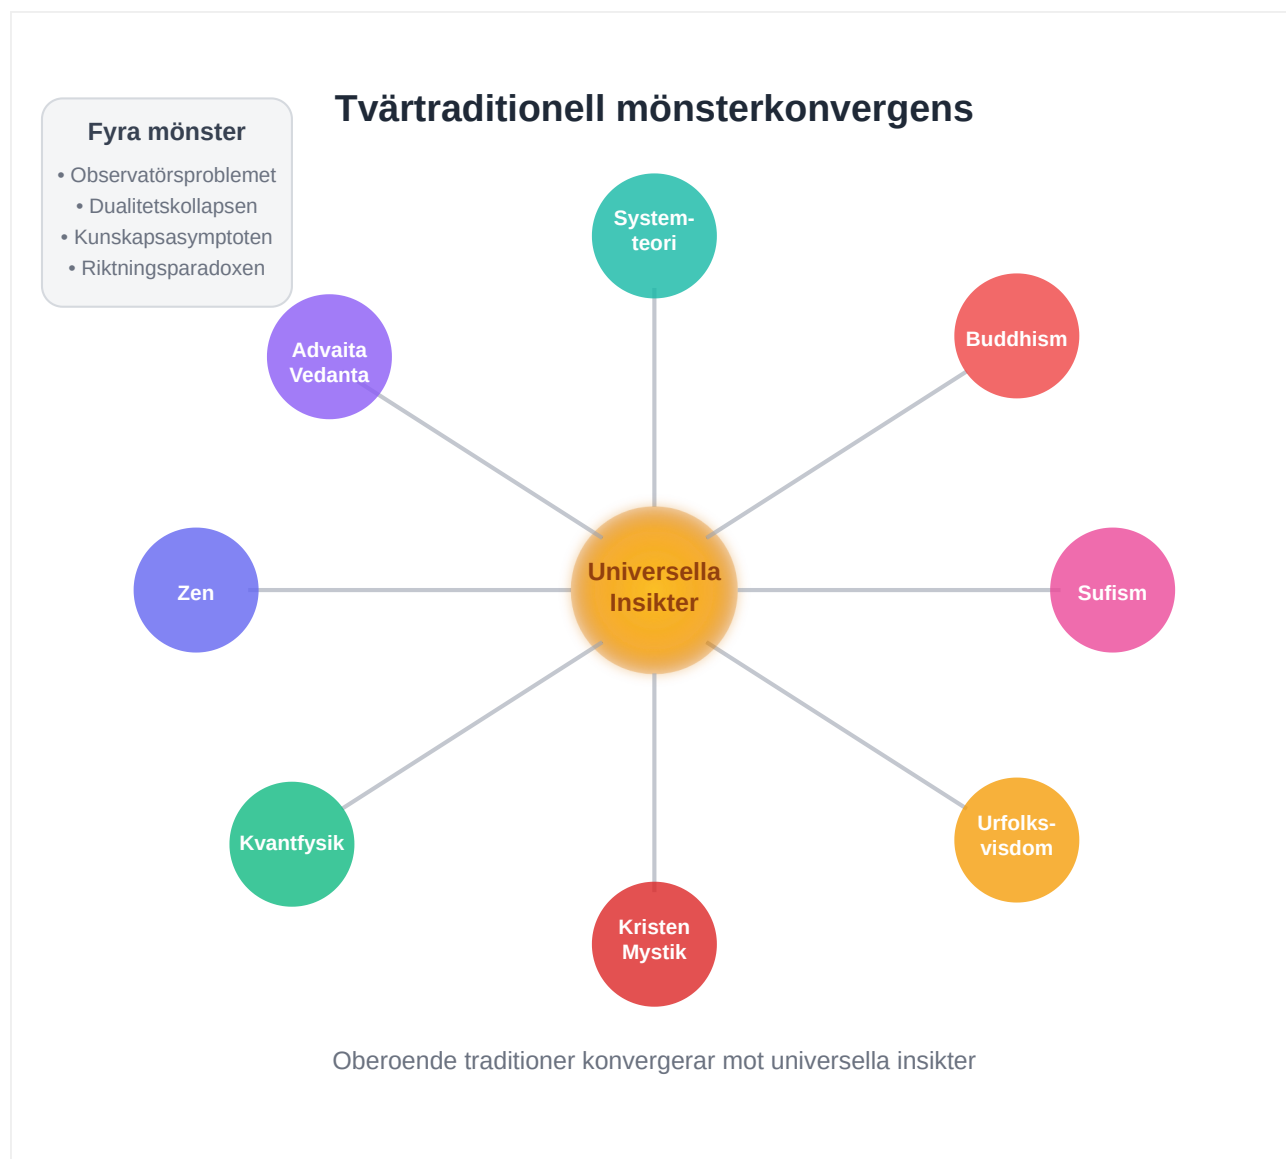 Tvärtraditionell mönsterkonvergens
Fyra mönster
• Observatörsproblemet
• Dualitetskollapsen
• Kunskapsasymptoten
• Riktningsparadoxen
System-
teori
Buddhism
Advaita
Vedanta
Universella
Insikter
Zen
Sufism
Kvantfysik
Urfolks-
visdom
Kristen
Mystik
Oberoende traditioner konvergerar mot universella insikter